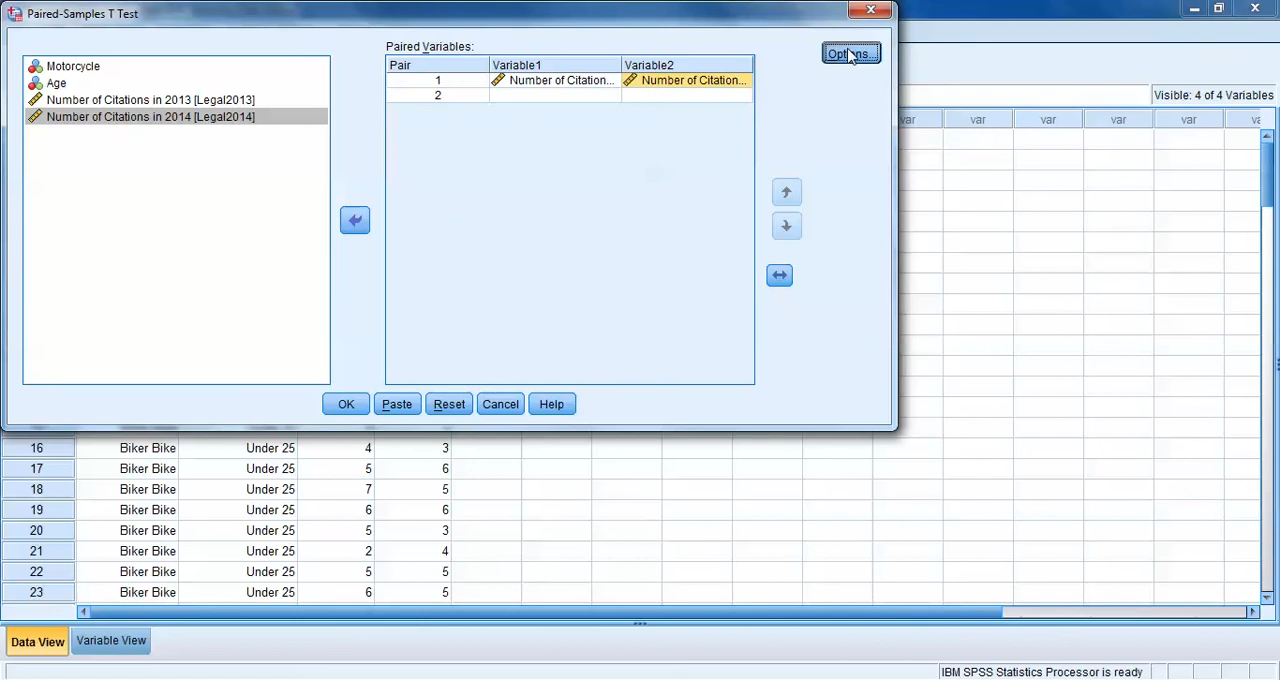 Paired-Samples T Test
Paired Variables:
Options...
Motorcycle
Age
Number of Citations in 2013 [Legal2013]
Number of Citations in 2014 [Legal2014]
Pair Variable1 Variable2
1 Number of Citation... Number of Citation...
2
OK Paste Reset Cancel Help
Visible: 4 of 4 Variables
var var var var var va
16 Biker Bike Under 25 4 3
17 Biker Bike Under 25 5 6
18 Biker Bike Under 25 7 5
19 Biker Bike Under 25 6 6
20 Biker Bike Under 25 5 3
21 Biker Bike Under 25 2 4
22 Biker Bike Under 25 5 5
23 Biker Bike Under 25 6 5
Data View Variable View
IBM SPSS Statistics Processor is ready